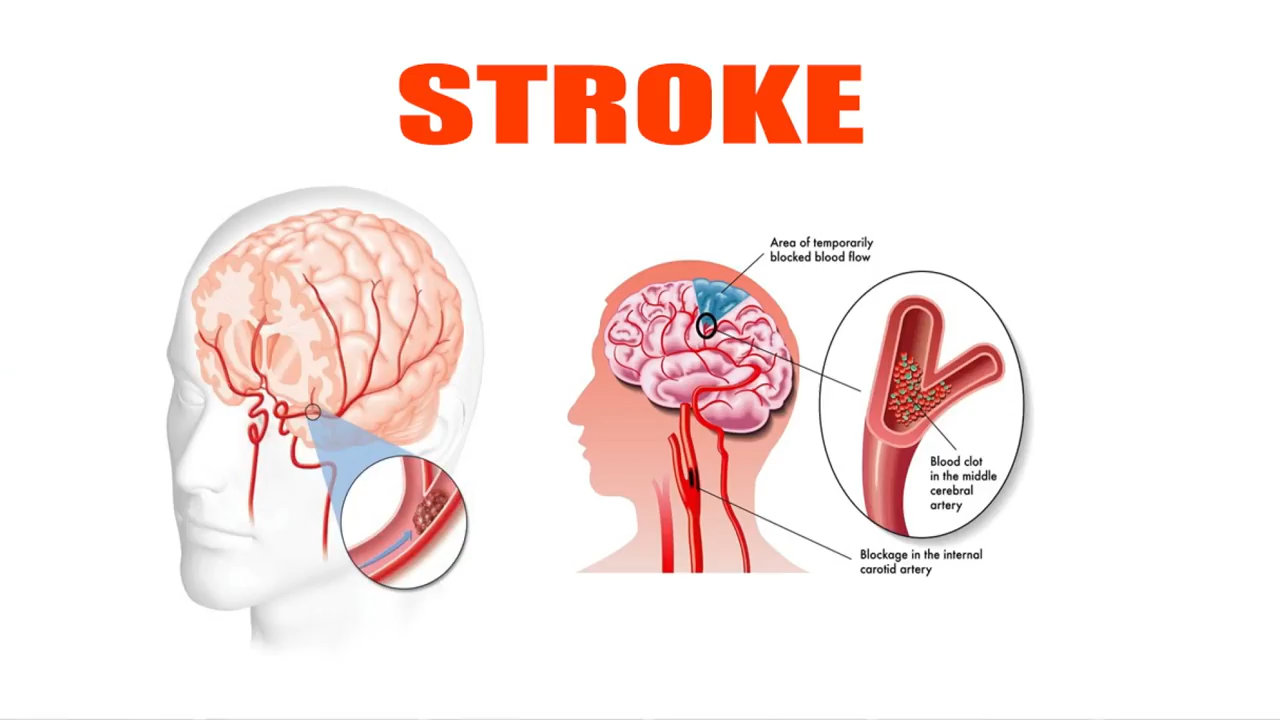 STROKE
Area of temporarily
blocked blood flow
Blood clot
in the middle
cerebral
artery
Blockage in the internal
carotid artery